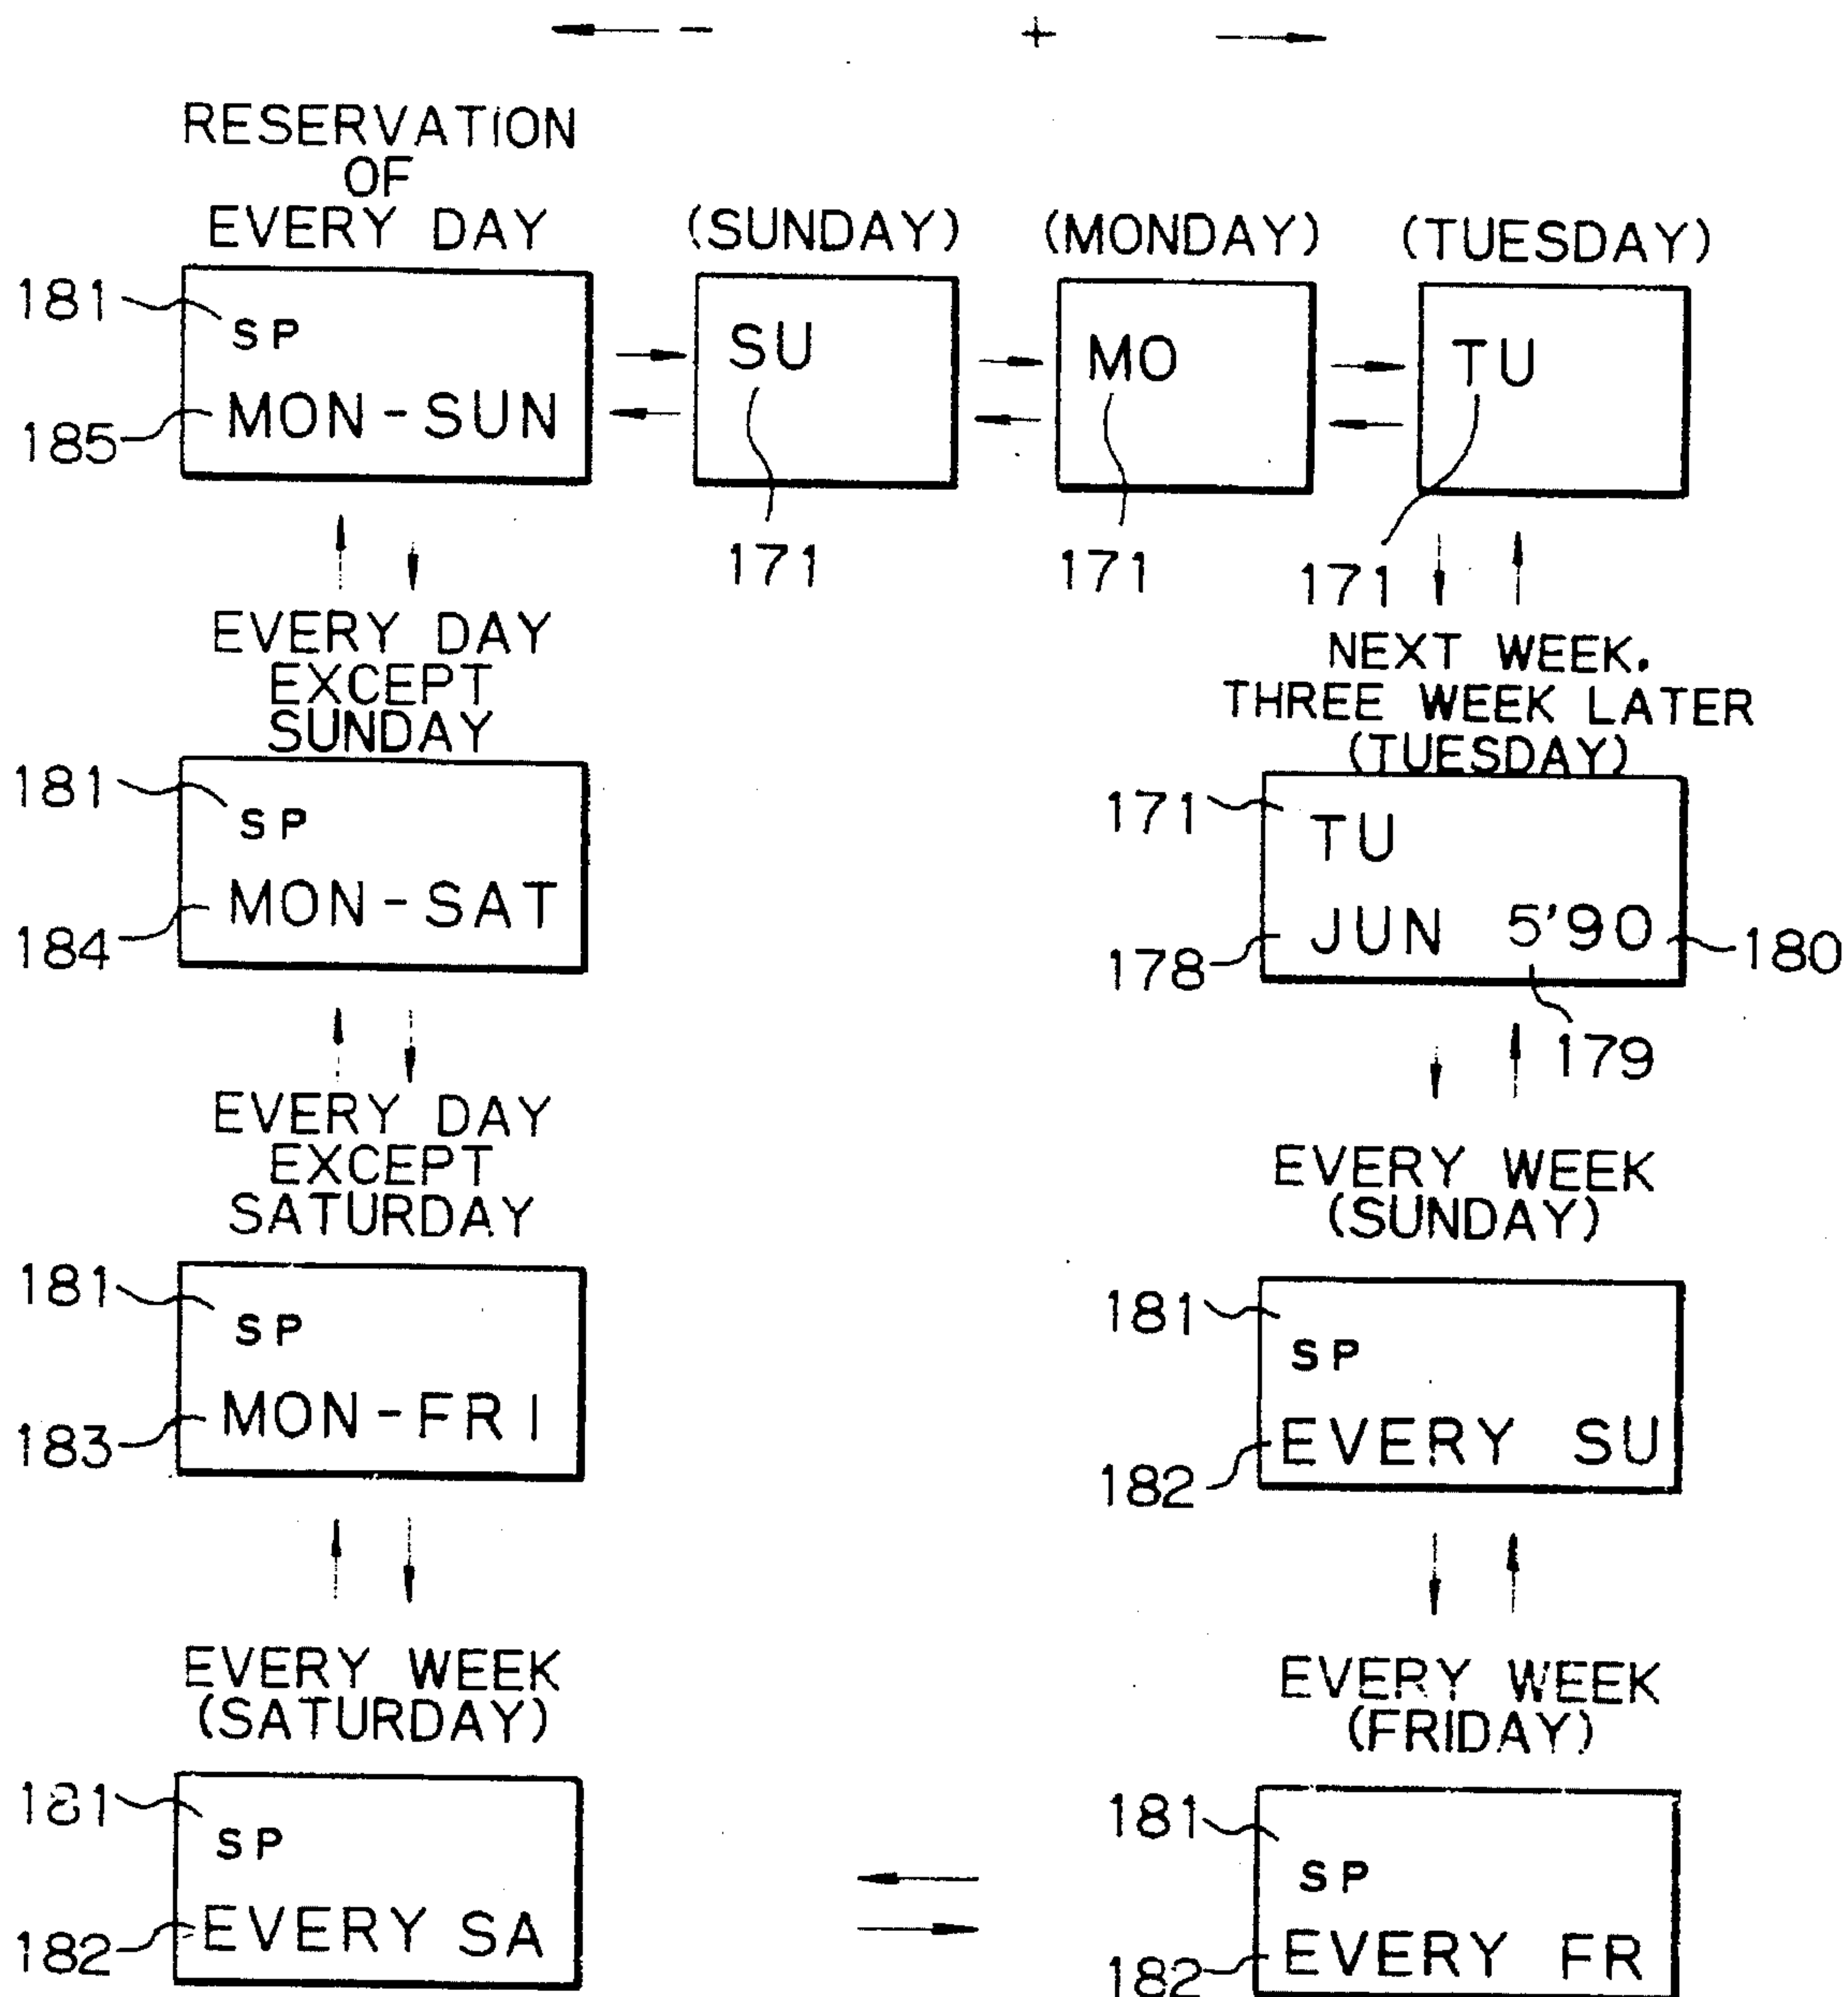 ← - + →
RESERVATION
OF
EVERY DAY
(SUNDAY) (MONDAY) (TUESDAY)
181
SP
185
MON-SUN
SU
171
MO
171
TU
171
EVERY DAY
EXCEPT
SUNDAY
181
SP
184
MON-SAT
NEXT WEEK.
THREE WEEK LATER
(TUESDAY)
171
TU
178
JUN 5'90
180
179
EVERY DAY
EXCEPT
SATURDAY
181
SP
183
MON-FRI
EVERY WEEK
(SUNDAY)
181
SP
182
EVERY SU
EVERY WEEK
(SATURDAY)
181
SP
182
EVERY SA
EVERY WEEK
(FRIDAY)
181
SP
182
EVERY FR